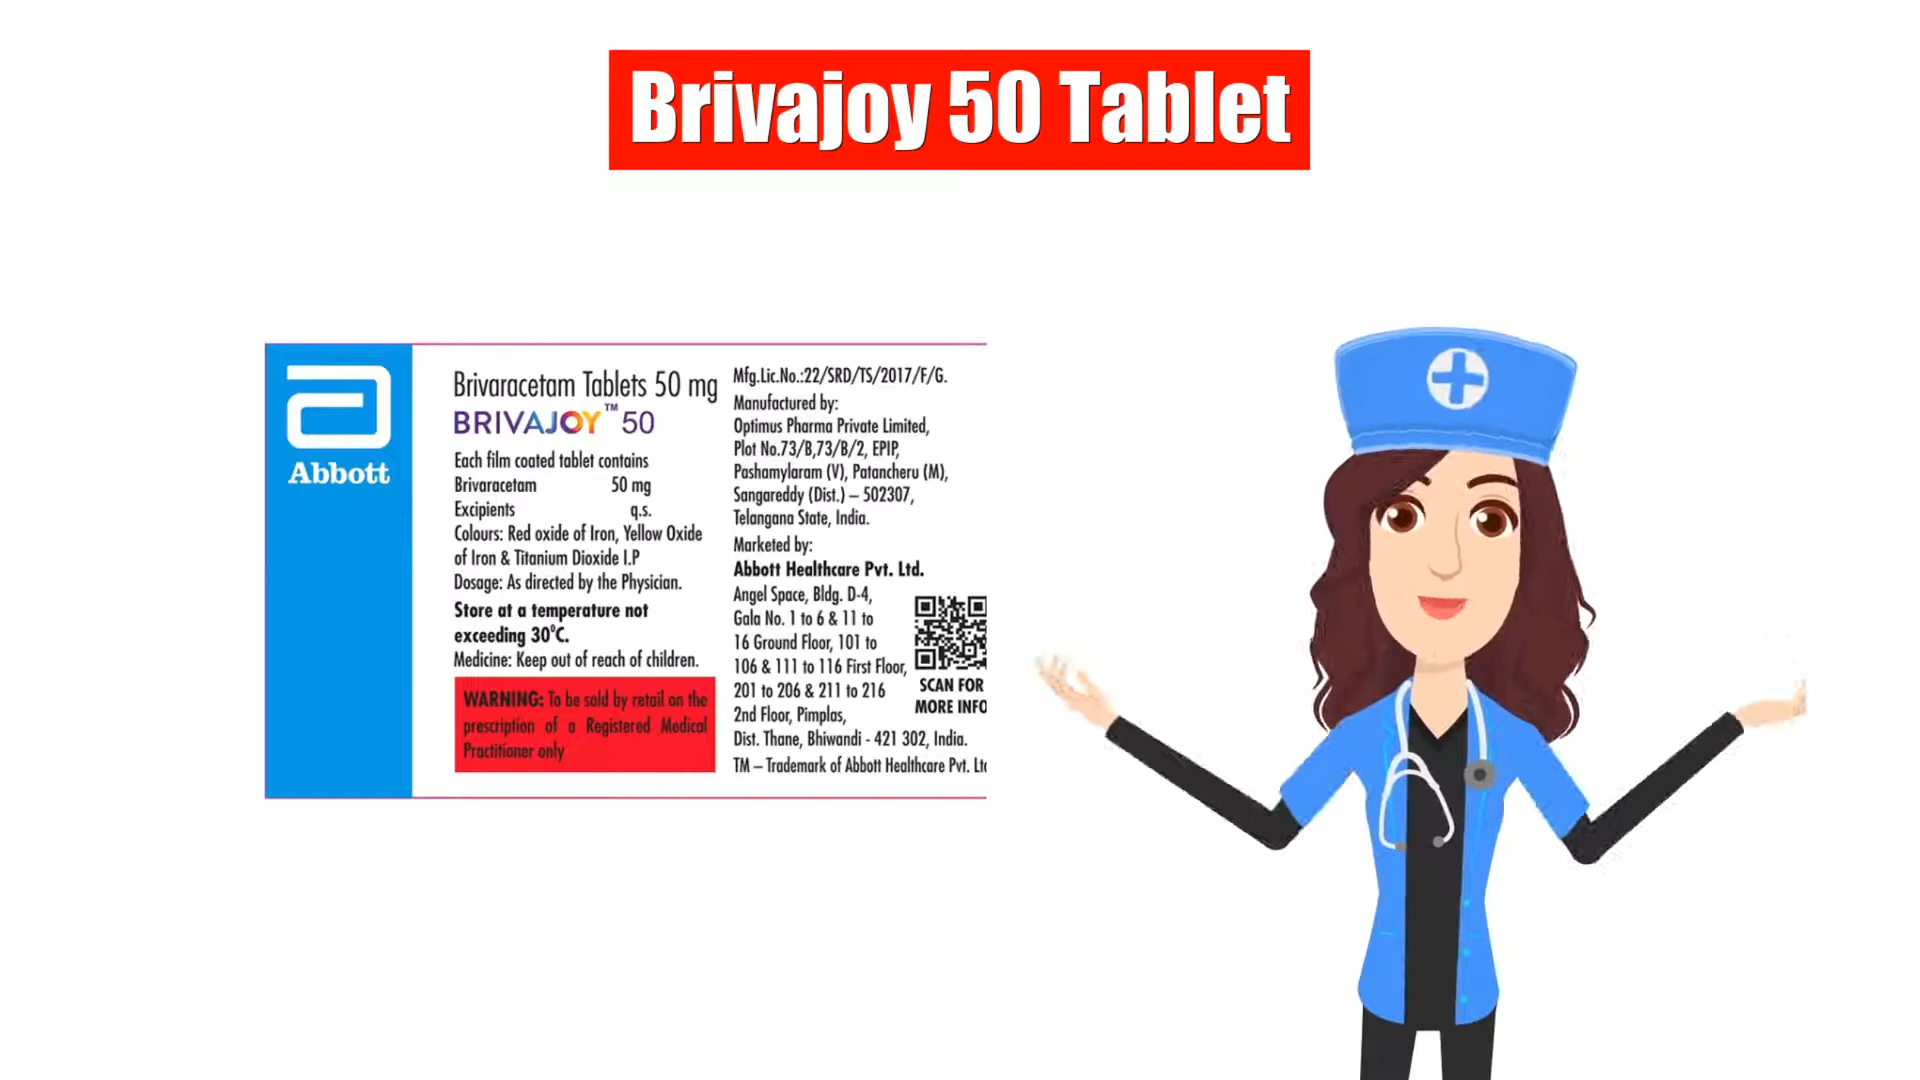 Brivajoy 50 Tablet
Abbott
Brivaracetam Tablets 50 mg
BRIVAJOY™ 50
Each film coated tablet contains
Brivaracetam 50 mg
Excipients q.s.
Colours: Red oxide of Iron, Yellow Oxide
of Iron & Titanium Dioxide I.P
Dosage: As directed by the Physician.
Store at a temperature not
exceeding 30°C.
Medicine: Keep out of reach of children.
WARNING: To be sold by retail on the
prescription of a Registered Medical
Practitioner only
Mfg.Lic.No.:22/SRD/TS/2017/F/G.
Manufactured by:
Optimus Pharma Private Limited,
Plot No.73/B,73/B/2, EPIP,
Pashamylaram (V), Patancheru (M),
Sangareddy (Dist.) – 502307,
Telangana State, India.
Marketed by:
Abbott Healthcare Pvt. Ltd.
Angel Space, Bldg. D-4,
Gala No. 1 to 6 & 11 to
16 Ground Floor, 101 to
106 & 111 to 116 First Floor,
201 to 206 & 211 to 216
2nd Floor, Pimplas,
Dist. Thane, Bhiwandi - 421 302, India.
TM – Trademark of Abbott Healthcare Pvt.
SCAN FOR
MORE INFO